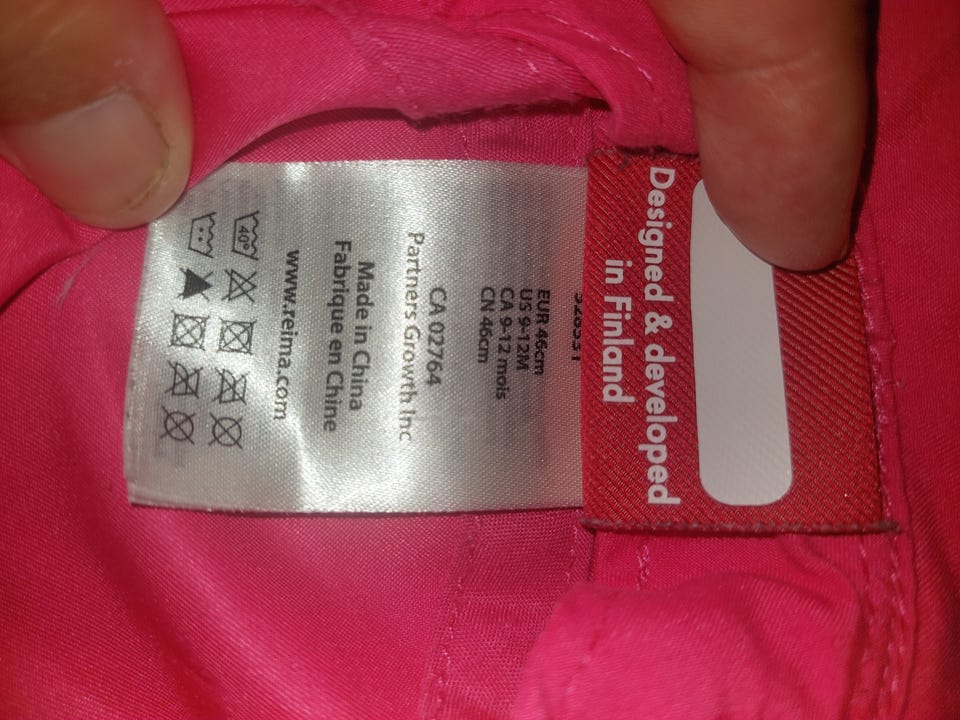 Designed & developed
in Finland
EUR 46cm
US 9-12M
CA 9-12 mois
CN 46cm
CA 02764
Partners Growth Inc
Made in China
Fabrique en Chine
www.reima.com
40°